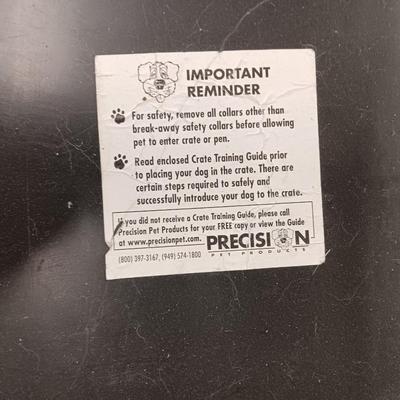 IMPORTANT
REMINDER
For safety, remove all collars other than
break-away safety collars before allowing
pet to enter crate or pen.
Read enclosed Crate Training Guide prior
to placing your dog in the crate. There are
certain steps required to safely and
successfully introduce your dog to the crate.
If you did not receive a Crate Training Guide, please call
Precision Pet Products for your FREE copy or view the Guide
at www.precisionpet.com.
PRECISION
PET PRODUCTS
(800) 397-3167, (949) 574-1800